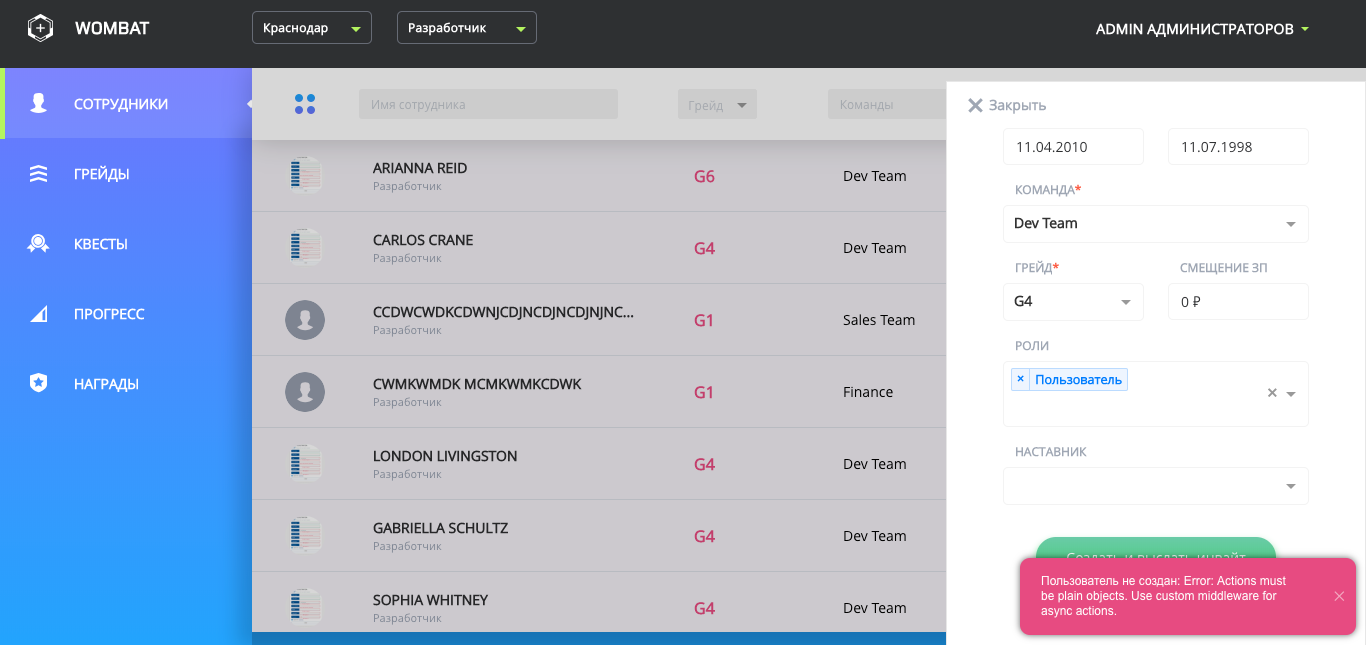 WOMBAT
Краснодар
Разработчик
ADMIN АДМИНИСТРАТОРОВ
СОТРУДНИКИ
ГРЕЙДЫ
КВЕСТЫ
ПРОГРЕСС
НАГРАДЫ
Имя сотрудника
Грейд
Команды
ARIANNA REID
Разработчик
G6
Dev Team
CARLOS CRANE
Разработчик
G4
Dev Team
CCDWCWDKCDWNJCDJNCDJNCDJNJNC...
Разработчик
G1
Sales Team
CWMKWMDK MCMKWMKCDWK
Разработчик
G1
Finance
LONDON LIVINGSTON
Разработчик
G4
Dev Team
GABRIELLA SCHULTZ
Разработчик
G4
Dev Team
SOPHIA WHITNEY
Разработчик
G4
Dev Team
Закрыть
11.04.2010
11.07.1998
КОМАНДА*
Dev Team
ГРЕЙД*
СМЕЩЕНИЕ ЗП
G4
0 ₽
РОЛИ
× Пользователь
НАСТАВНИК
Создать и выслать инвайт
Пользователь не создан: Error: Actions must
be plain objects. Use custom middleware for
async actions.